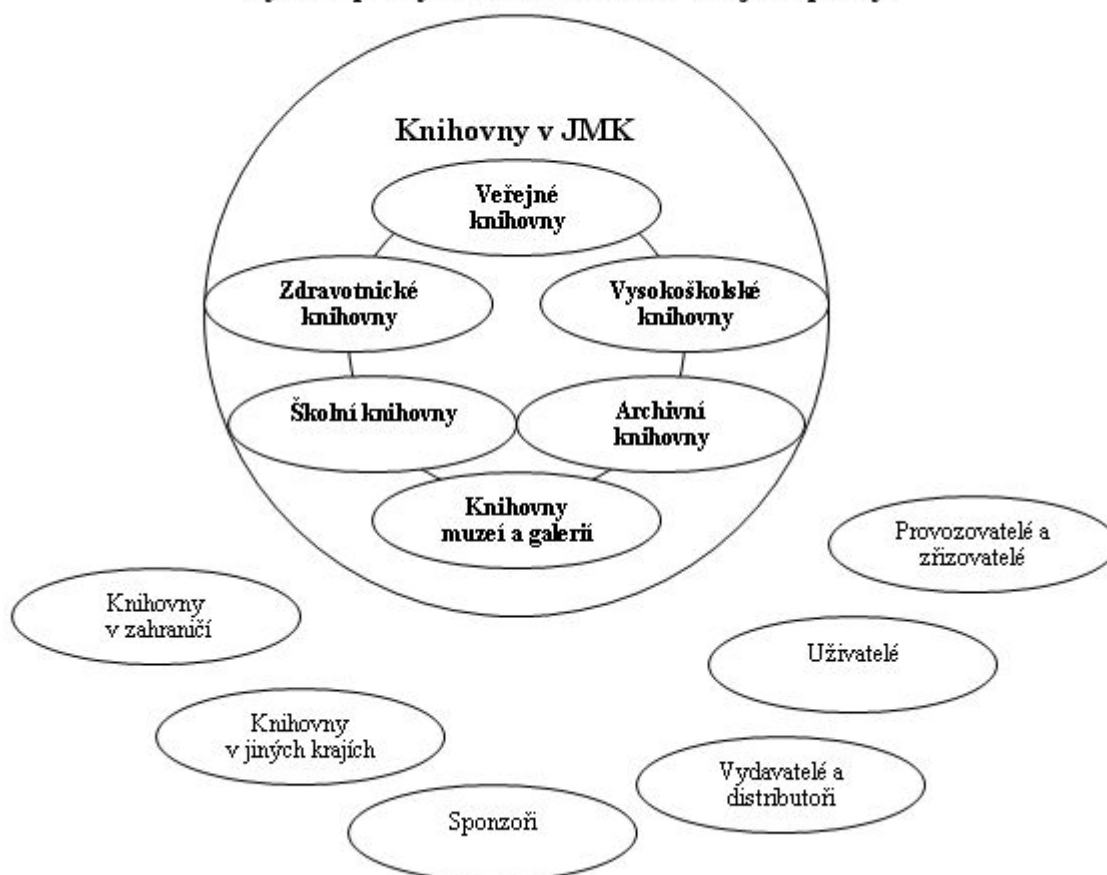 Knihovny v JMK
Veřejné
knihovny
Zdravotnické
knihovny
Vysokoškolské
knihovny
Školní knihovny
Archivní
knihovny
Knihovny
muzeí a galerií
Provozovatelé a
zřizovatelé
Knihovny
v zahraničí
Uživatelé
Knihovny
v jiných krajích
Vydavatelé a
distributoři
Sponzoři